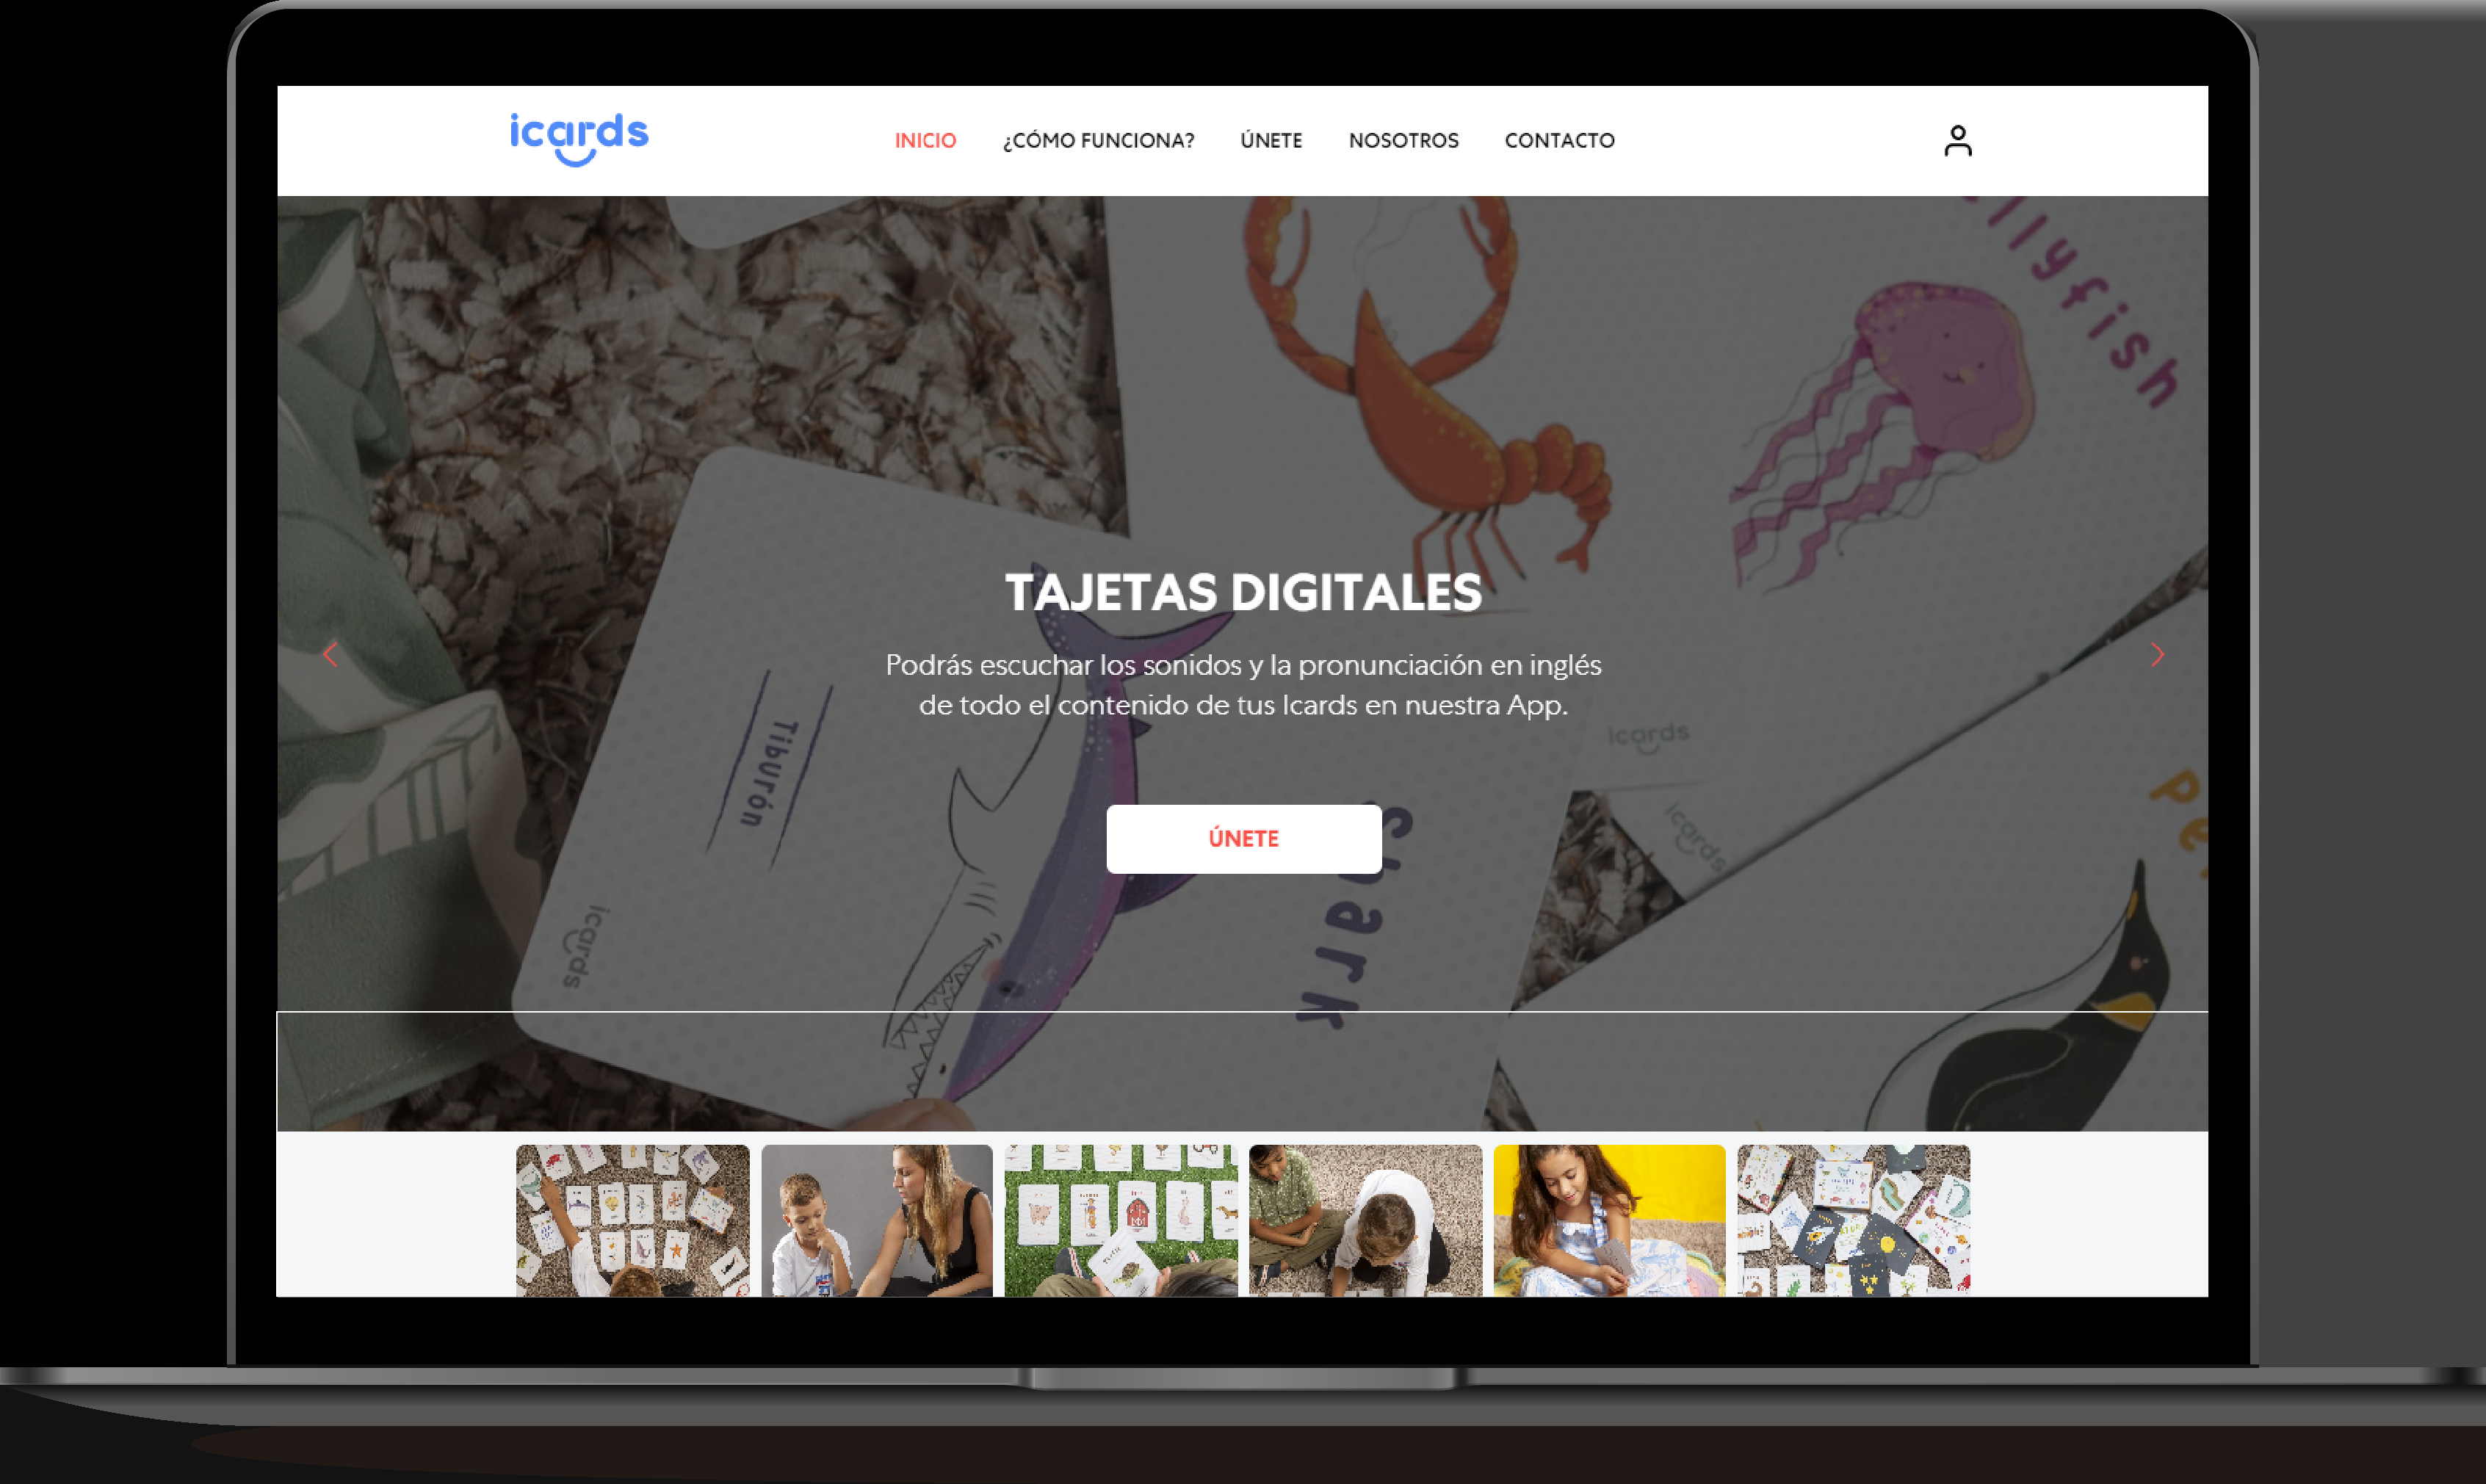 icards
INICIO ¿CÓMO FUNCIONA? ÚNETE NOSOTROS CONTACTO
llyfish
TAJETAS DIGITALES
Podrás escuchar los sonidos y la pronunciación en inglés
de todo el contenido de tus Icards en nuestra App.
Tiburón
icards
icards
Pe
ÚNETE
Shark
icards